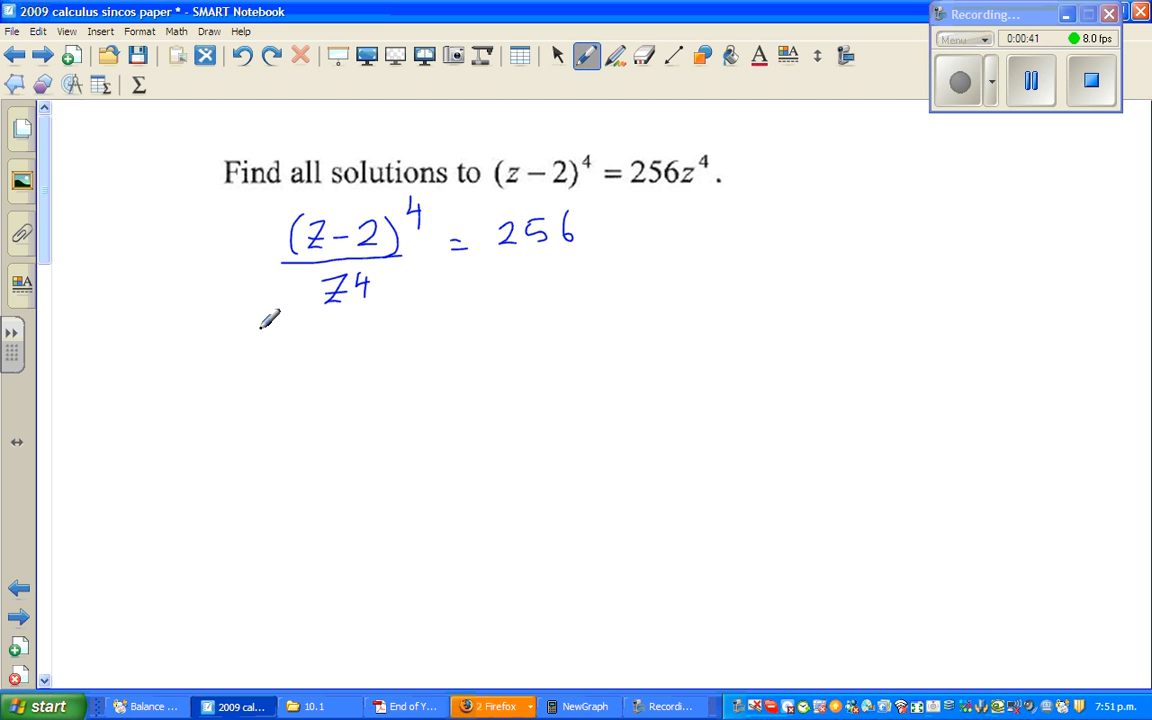 2009 calculus sincos paper * - SMART Notebook
Recording...
File Edit View Insert Format Math Draw Help
Menu 0:00:41 8.0 fps
Find all solutions to (z − 2)⁴ = 256z⁴.
(z-2)⁴ = 256
z⁴
start Balance ... 2009 cal... 10.1 End of Y... 2 Firefox NewGraph Recordi... 7:51 p.m.